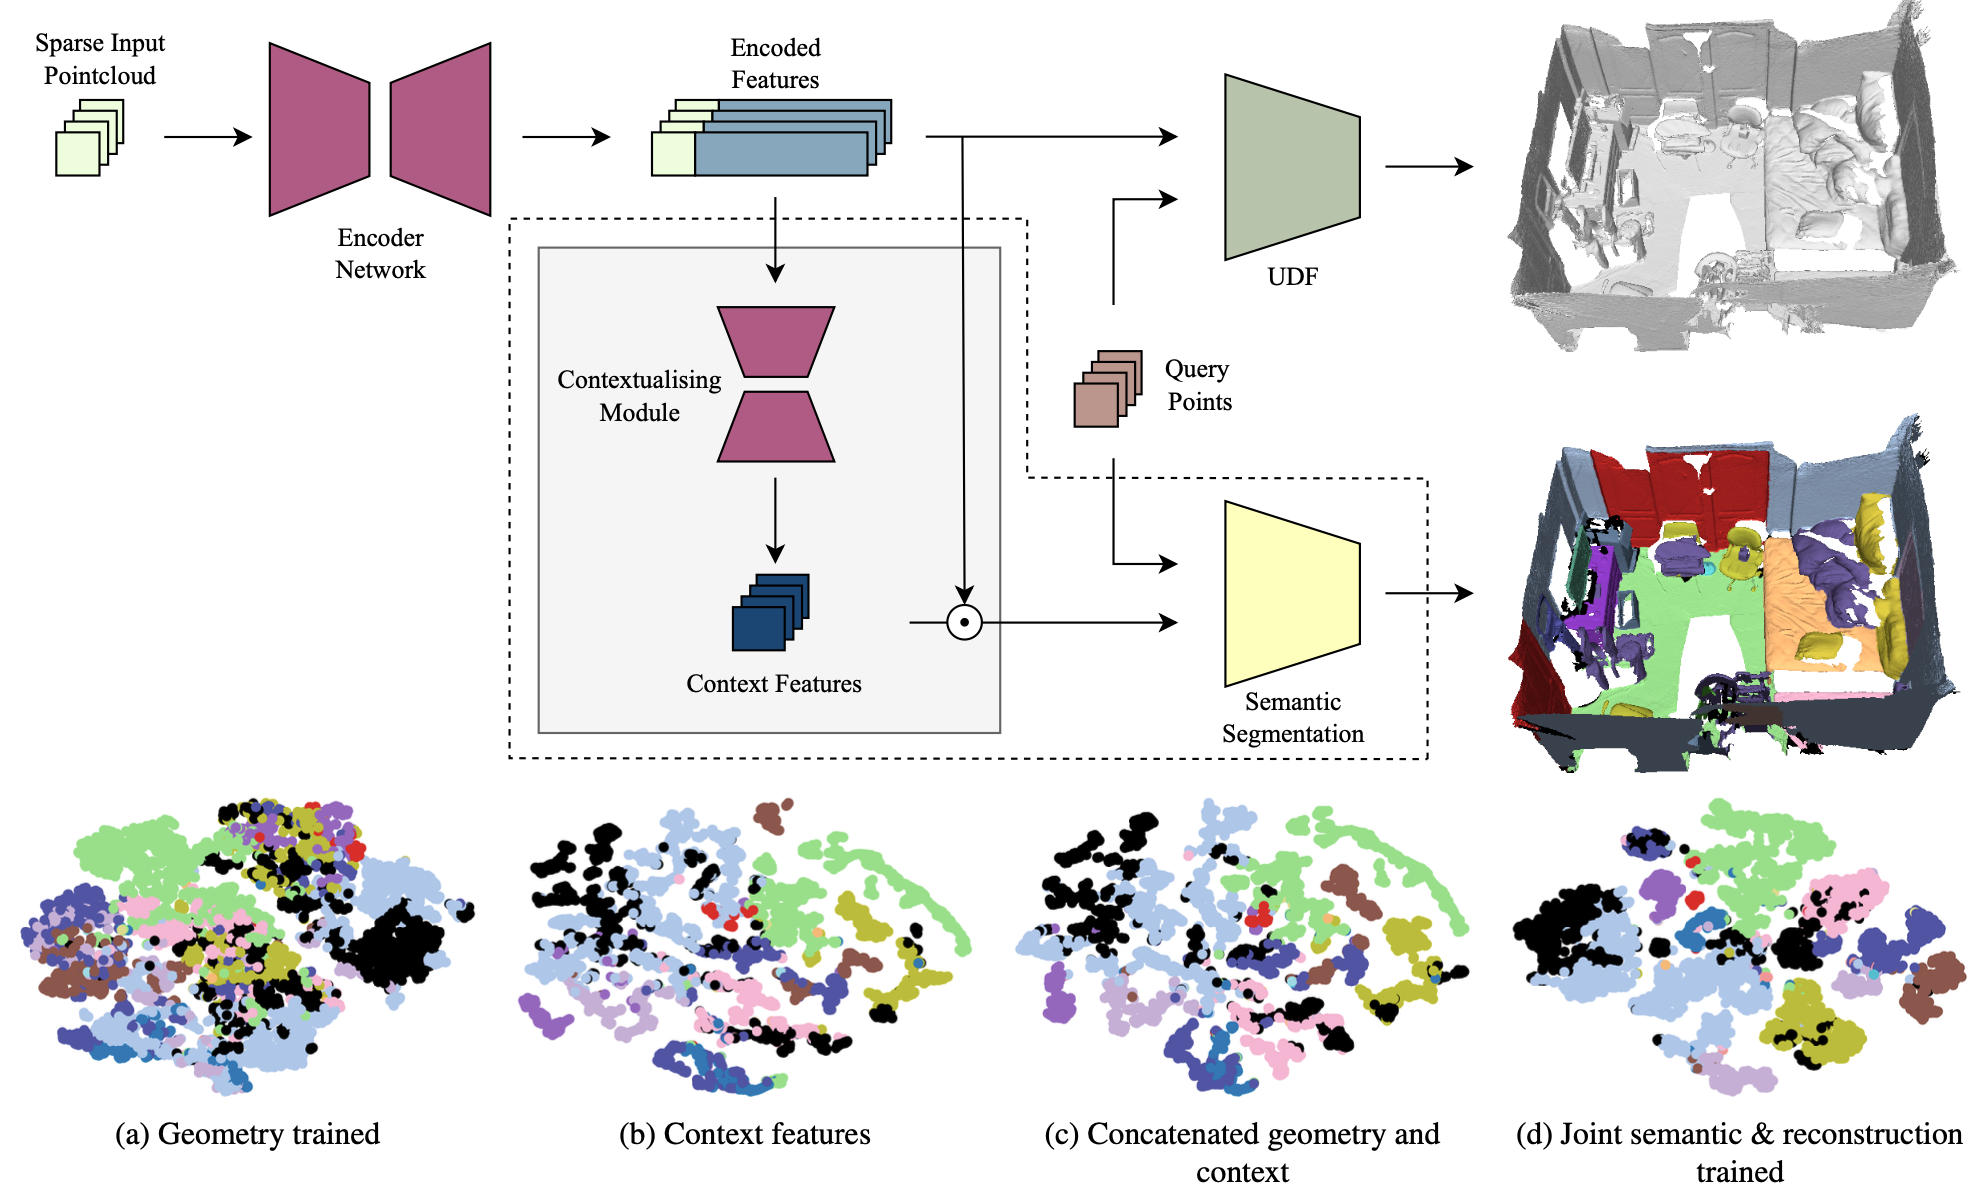 Sparse Input
Pointcloud
Encoder
Network
Encoded
Features
UDF
Contextualising
Module
Query
Points
Context Features
Semantic
Segmentation
(a) Geometry trained
(b) Context features
(c) Concatenated geometry and
context
(d) Joint semantic & reconstruction
trained